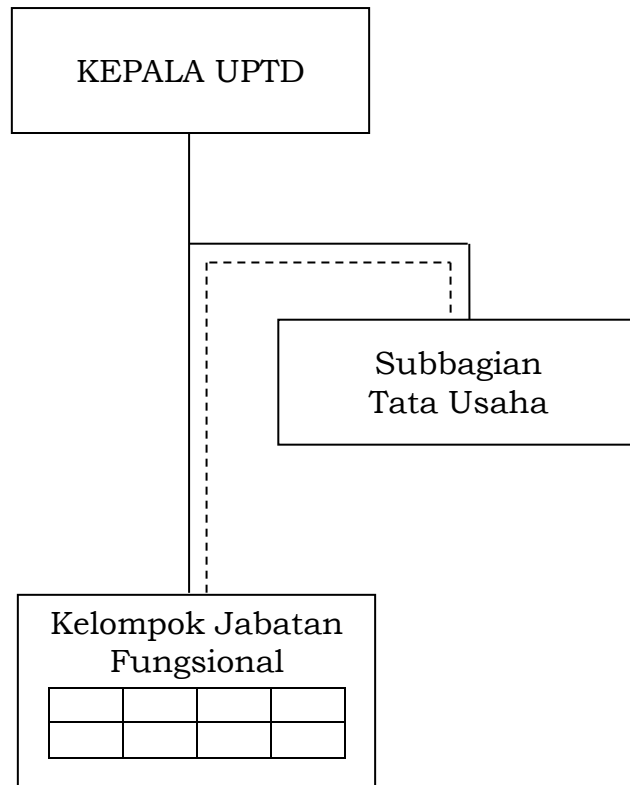 KEPALA UPTD
Subbagian
Tata Usaha
Kelompok Jabatan
Fungsional